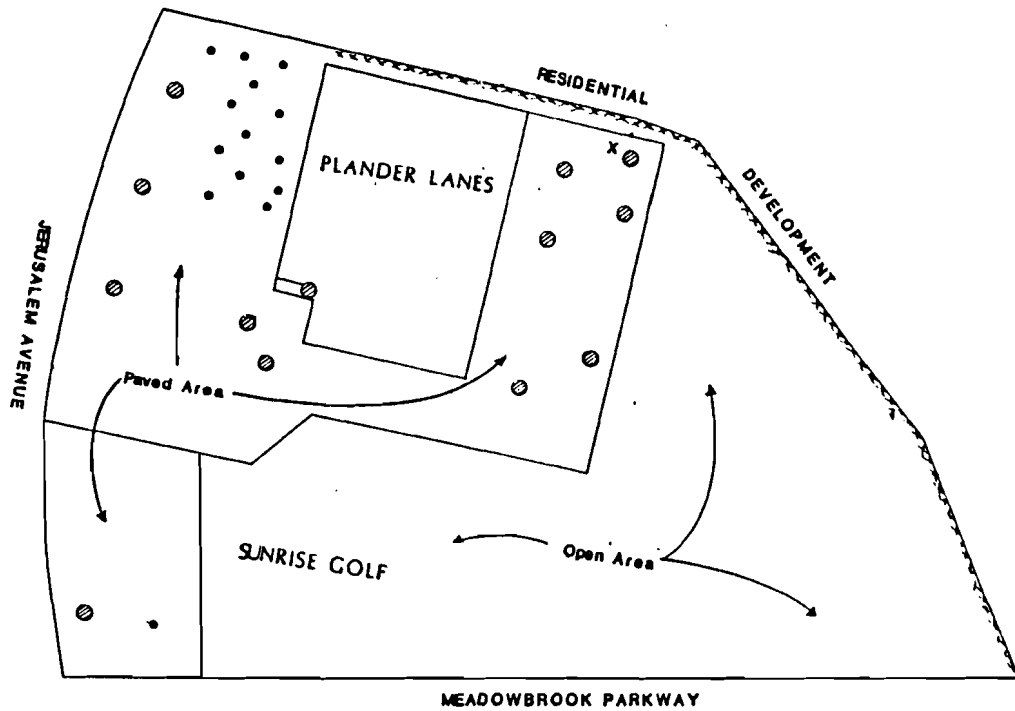 RESIDENTIAL
X
PLANDER LANES
DEVELOPMENT
JERUSALEM AVENUE
Paved Area
SUNRISE GOLF
Open Area
MEADOWBROOK PARKWAY